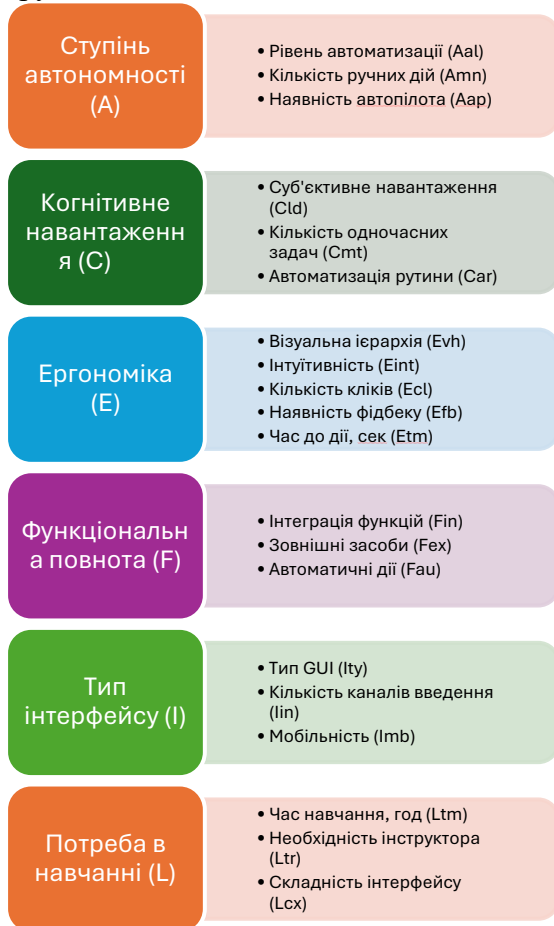 Ступінь
автономності
(А)
• Рівень автоматизації (Aal)
• Кількість ручних дій (Amn)
• Наявність автопілота (Aap)
Когнітивне
навантаженн
я (C)
• Суб'єктивне навантаження
(Cld)
• Кількість одночасних
задач (Cmt)
• Автоматизація рутини (Car)
Ергономіка
(E)
• Візуальна ієрархія (Evh)
• Інтуїтивність (Eint)
• Кількість кліків (Ecl)
• Наявність фідбеку (Efb)
• Час до дії, сек (Etm)
Функціональн
а повнота (F)
• Інтеграція функцій (Fin)
• Зовнішні засоби (Fex)
• Автоматичні дії (Fau)
Тип
інтерфейсу (I)
• Тип GUI (Ity)
• Кількість каналів введення
(Iin)
• Мобільність (Imb)
Потреба в
навчанні (L)
• Час навчання, год (Ltm)
• Необхідність інструктора
(Ltr)
• Складність інтерфейсу
(Lcx)